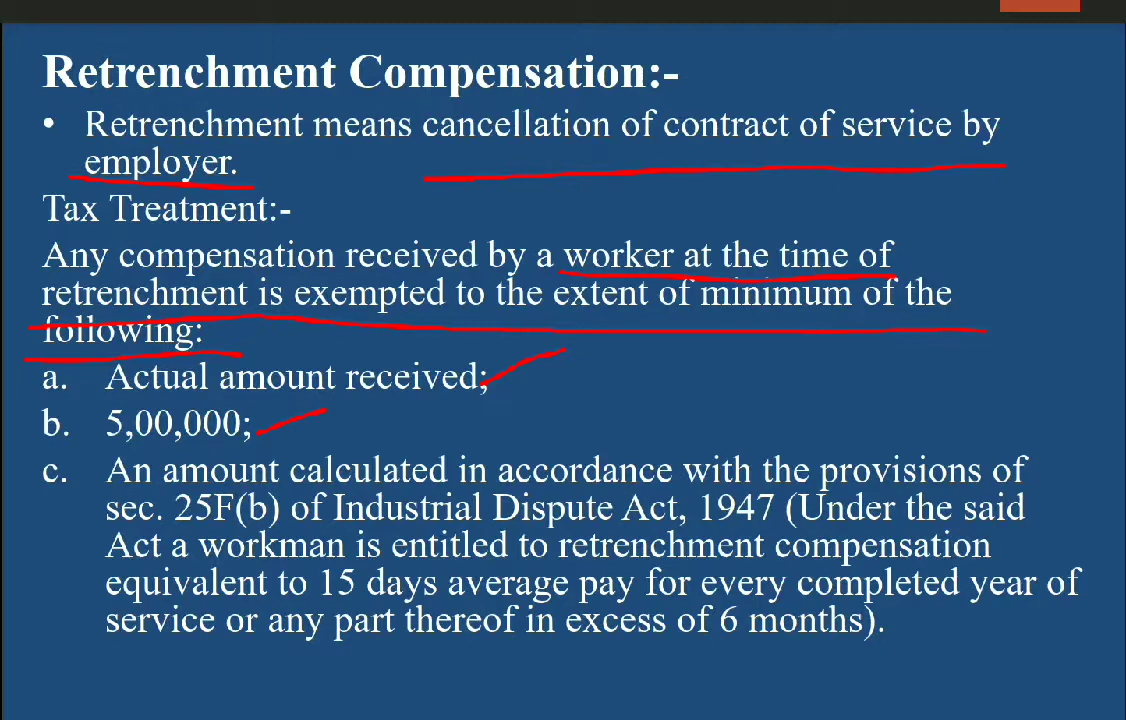 Retrenchment Compensation:-
• Retrenchment means cancellation of contract of service by
employer.
Tax Treatment:-
Any compensation received by a worker at the time of
retrenchment is exempted to the extent of minimum of the
following:
a. Actual amount received;
b. 5,00,000;
c. An amount calculated in accordance with the provisions of
sec. 25F(b) of Industrial Dispute Act, 1947 (Under the said
Act a workman is entitled to retrenchment compensation
equivalent to 15 days average pay for every completed year of
service or any part thereof in excess of 6 months).